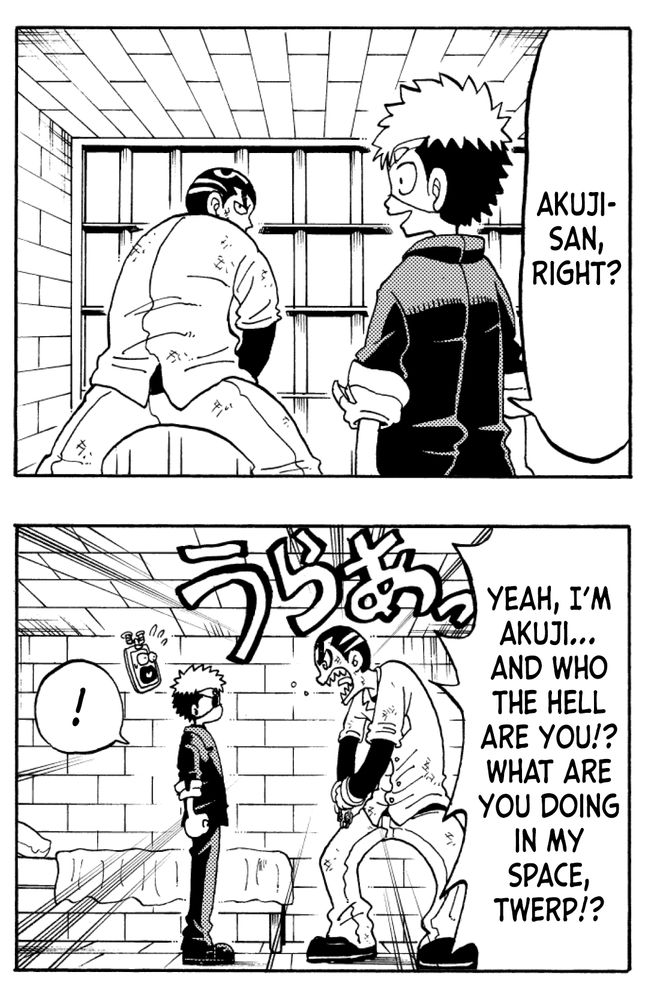 AKUJI-
SAN,
RIGHT?
うらあっ
YEAH, I'M
AKUJI...
AND WHO
THE HELL
ARE YOU!?
WHAT ARE
YOU DOING
IN MY
SPACE,
TWERP!?
!